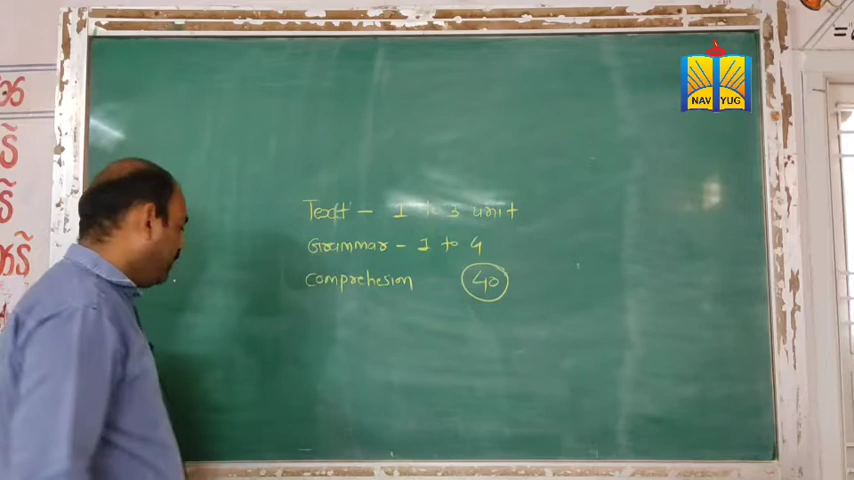 NAV YUG
Text - 1 to 3 unit
Grammar - 1 to 4
Comprehesion 40